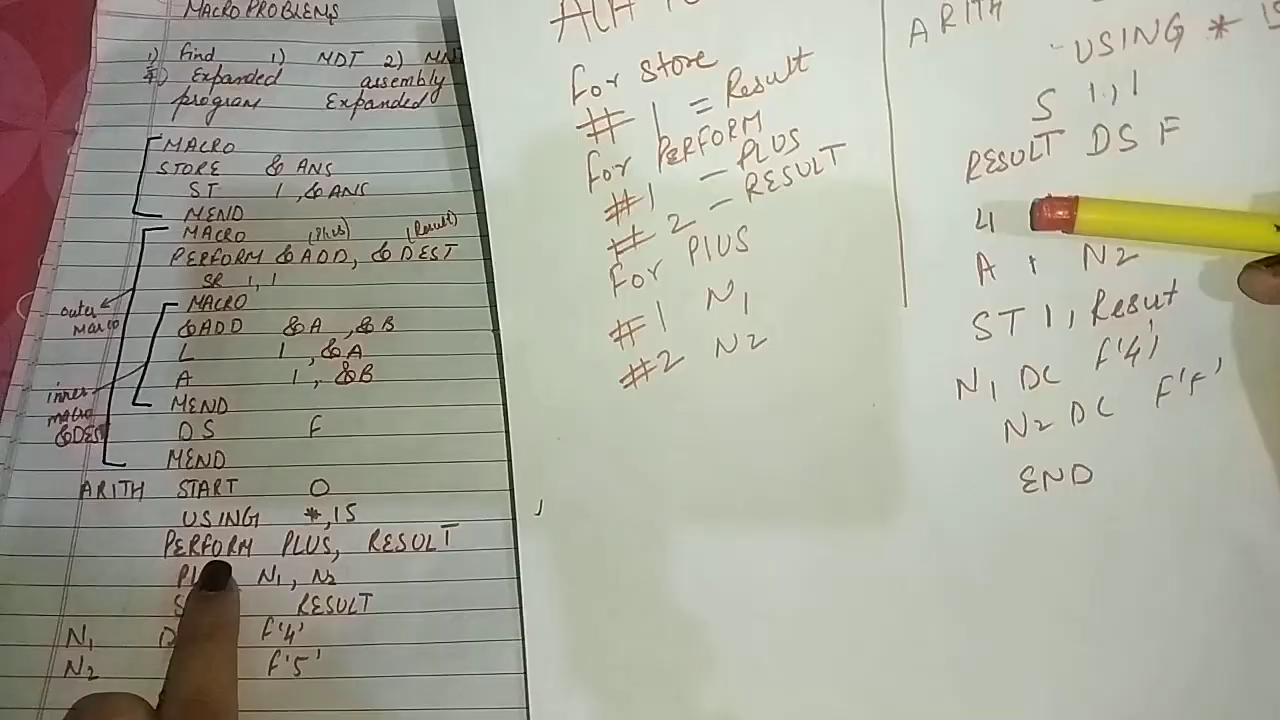 MACRO PROBLEMS
1) find 1) MDT 2) MN
Expanded assembly
program Expanded
MACRO
STORE & ANS
ST 1, &ANS
MEND
MACRO (Plus) (Result)
PERFORM &ADD, &DEST
SR 1, 1
MACRO
&ADD &A, &B
L 1, &A
A 1, &B
MEND
DS F
MEND
outer
macro
inner
macro
&DEST
ARITH START 0
USING *, 15
PERFORM PLUS, RESULT
N1, N2
RESULT
N1 F'4'
N2 F'5'
For Store
# 1 = Result
For PERFORM
#1 - PLUS
# 2 - RESULT
For PLUS
#1 N1
#2 N2
ARITH
USING * 15
S 1, 1
RESULT DS F
A 1 N2
ST 1, Resut
N1 DC F'4'
N2 DC
END